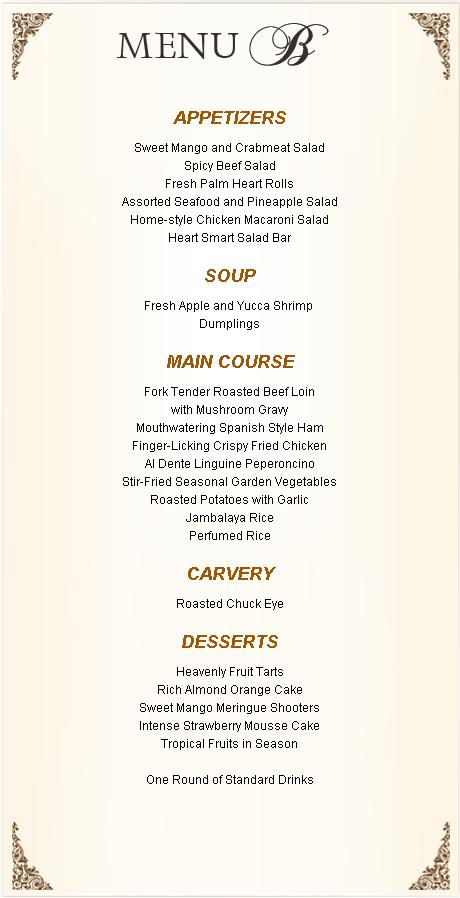 MENU B
APPETIZERS
Sweet Mango and Crabmeat Salad
Spicy Beef Salad
Fresh Palm Heart Rolls
Assorted Seafood and Pineapple Salad
Home-style Chicken Macaroni Salad
Heart Smart Salad Bar
SOUP
Fresh Apple and Yucca Shrimp
Dumplings
MAIN COURSE
Fork Tender Roasted Beef Loin
with Mushroom Gravy
Mouthwatering Spanish Style Ham
Finger-Licking Crispy Fried Chicken
Al Dente Linguine Peperoncino
Stir-Fried Seasonal Garden Vegetables
Roasted Potatoes with Garlic
Jambalaya Rice
Perfumed Rice
CARVERY
Roasted Chuck Eye
DESSERTS
Heavenly Fruit Tarts
Rich Almond Orange Cake
Sweet Mango Meringue Shooters
Intense Strawberry Mousse Cake
Tropical Fruits in Season
One Round of Standard Drinks